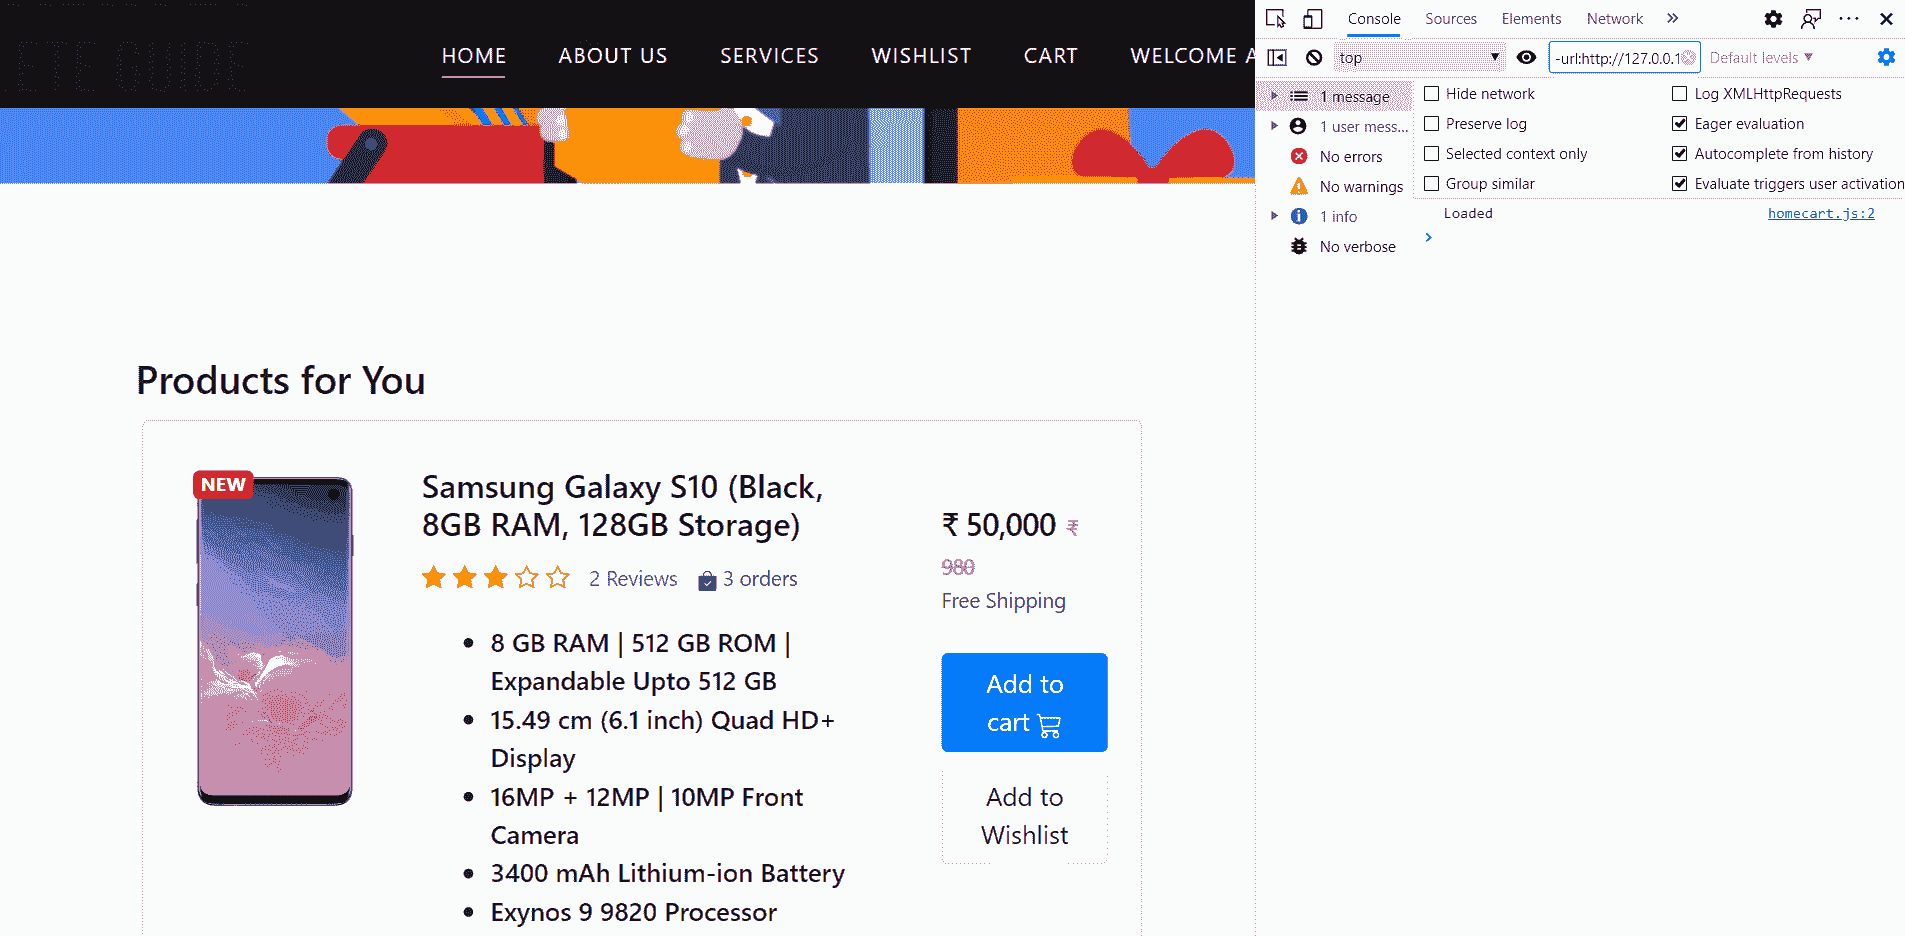 ETE GUIDE
HOME ABOUT US SERVICES WISHLIST CART WELCOME A
Products for You
NEW
Samsung Galaxy S10 (Black,
8GB RAM, 128GB Storage)
2 Reviews 3 orders
8 GB RAM | 512 GB ROM |
Expandable Upto 512 GB
15.49 cm (6.1 inch) Quad HD+
Display
16MP + 12MP | 10MP Front
Camera
3400 mAh Lithium-ion Battery
Exynos 9 9820 Processor
₹ 50,000 ₹
980
Free Shipping
Add to
cart
Add to
Wishlist
Console Sources Elements Network
top -url:http://127.0.0.1 Default levels
1 message
1 user mess...
No errors
No warnings
1 info
No verbose
Hide network Log XMLHttpRequests
Preserve log Eager evaluation
Selected context only Autocomplete from history
Group similar Evaluate triggers user activation
Loaded homecart.js:2